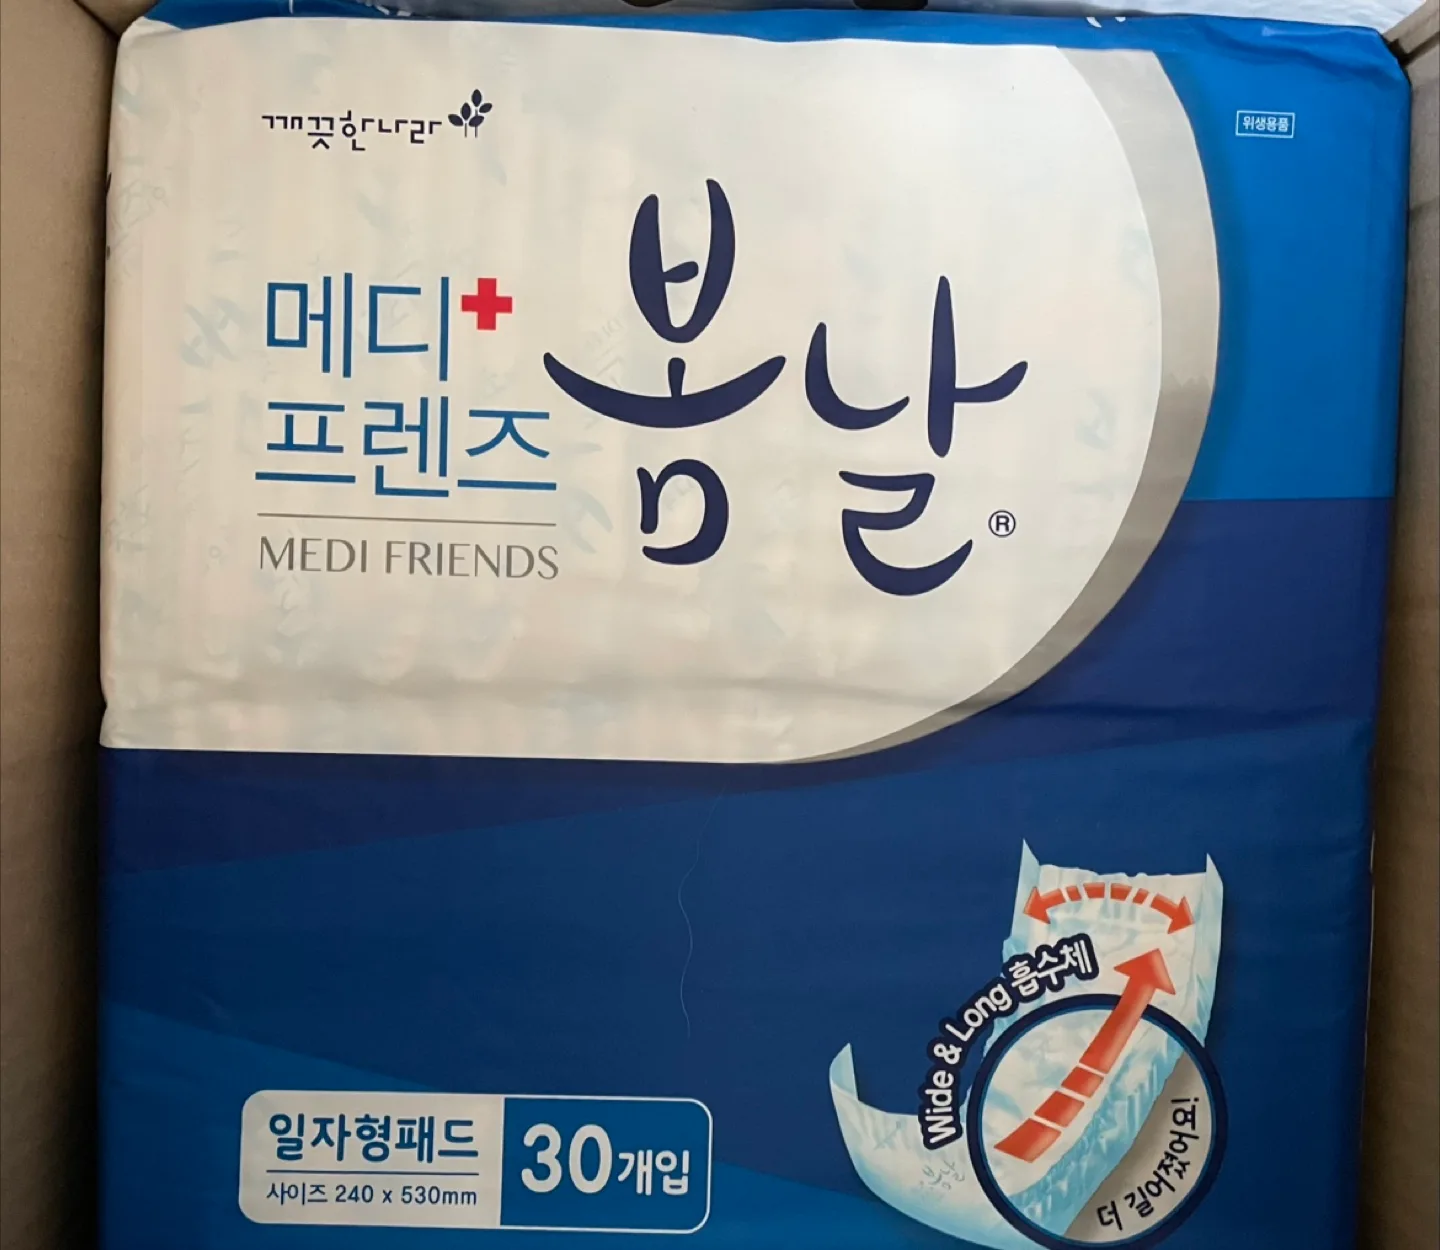 깨끗한나라
위생용품
메디+
프렌즈
MEDI FRIENDS
봄날®
Wide & Long 흡수체
더 길어졌어요!
일자형패드
사이즈 240 x 530mm
30개입
봄날